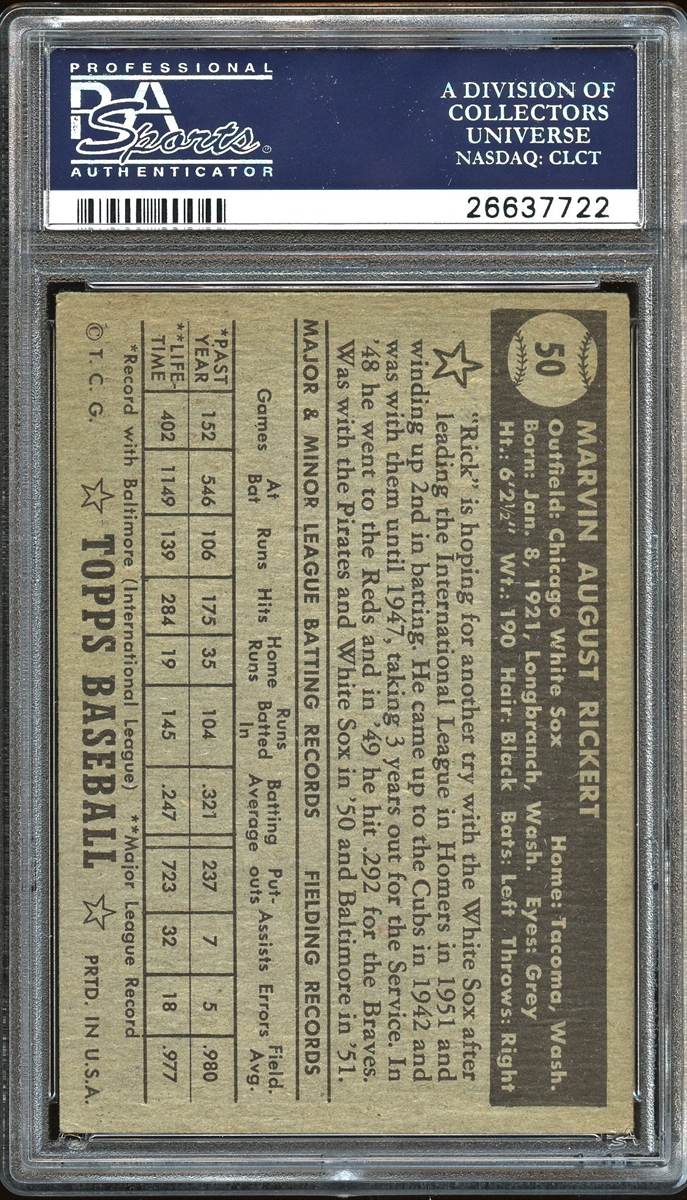 PROFESSIONAL
PSA
Sports®
AUTHENTICATOR
A DIVISION OF
COLLECTORS
UNIVERSE
NASDAQ: CLCT
26637722
50
MARVIN AUGUST RICKERT
Outfield: Chicago White Sox Home: Tacoma, Wash.
Born: Jan. 8, 1921, Longbranch, Wash. Eyes: Grey
Ht.: 6'2½" Wt.: 190 Hair: Black Bats: Left Throws: Right
"Rick" is hoping for another try with the White Sox after
leading the International League in Homers in 1951 and
winding up 2nd in batting. He came up to the Cubs in 1942 and
was with them until 1947, taking 3 years out for the Service. In
'48 he went to the Reds and in '49 he hit .292 for the Braves.
Was with the Pirates and White Sox in '50 and Baltimore in '51.
MAJOR & MINOR LEAGUE BATTING RECORDS FIELDING RECORDS
Games At Bat Runs Hits Home Runs Runs Batted In Batting Average Put-outs Assists Errors Field. Avg.
*PAST YEAR 152 546 106 175 35 104 .321 237 7 5 .980
**LIFE-TIME 402 1149 139 284 19 145 .247 723 32 18 .977
*Record with Baltimore (International League) **Major League Record
© T. C. G. ☆ TOPPS BASEBALL ☆ PRTD. IN U.S.A.